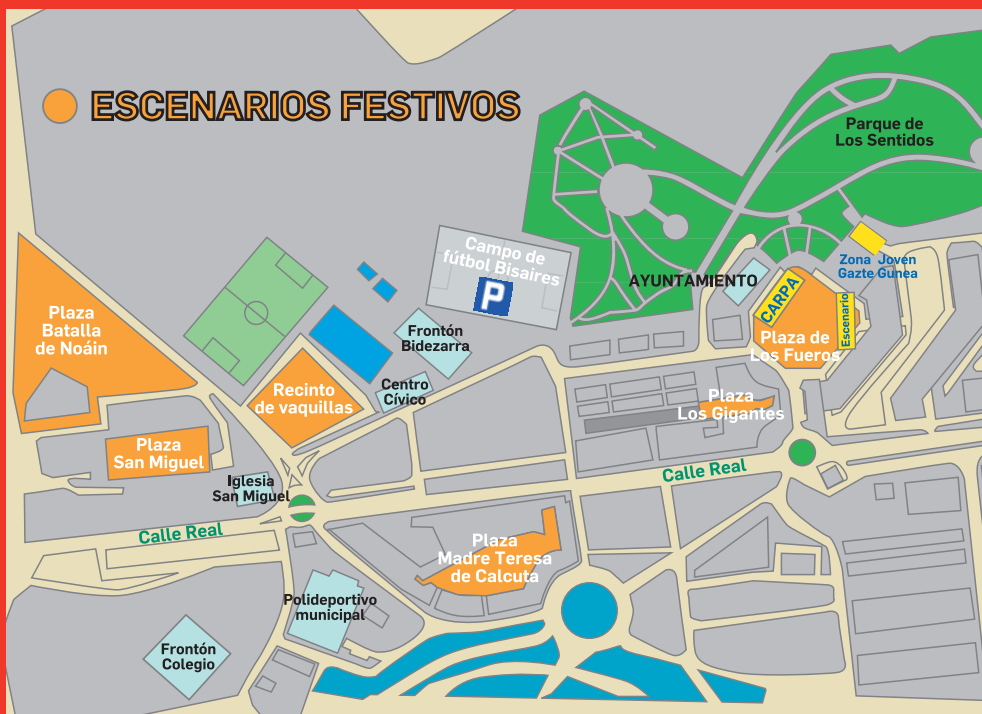 ESCENARIOS FESTIVOS
Parque de
Los Sentidos
Campo de
fútbol Bisaires
P
Zona Joven
Gazte Gunea
AYUNTAMIENTO
CARPA
Escenario
Plaza de
Los Fueros
Plaza
Batalla
de Noáin
Frontón
Bidezarra
Centro
Cívico
Recinto
de vaquillas
Plaza
Los Gigantes
Plaza
San Miguel
Calle Real
Iglesia
San Miguel
Calle Real
Plaza
Madre Teresa
de Calcuta
Polideportivo
municipal
Frontón
Colegio